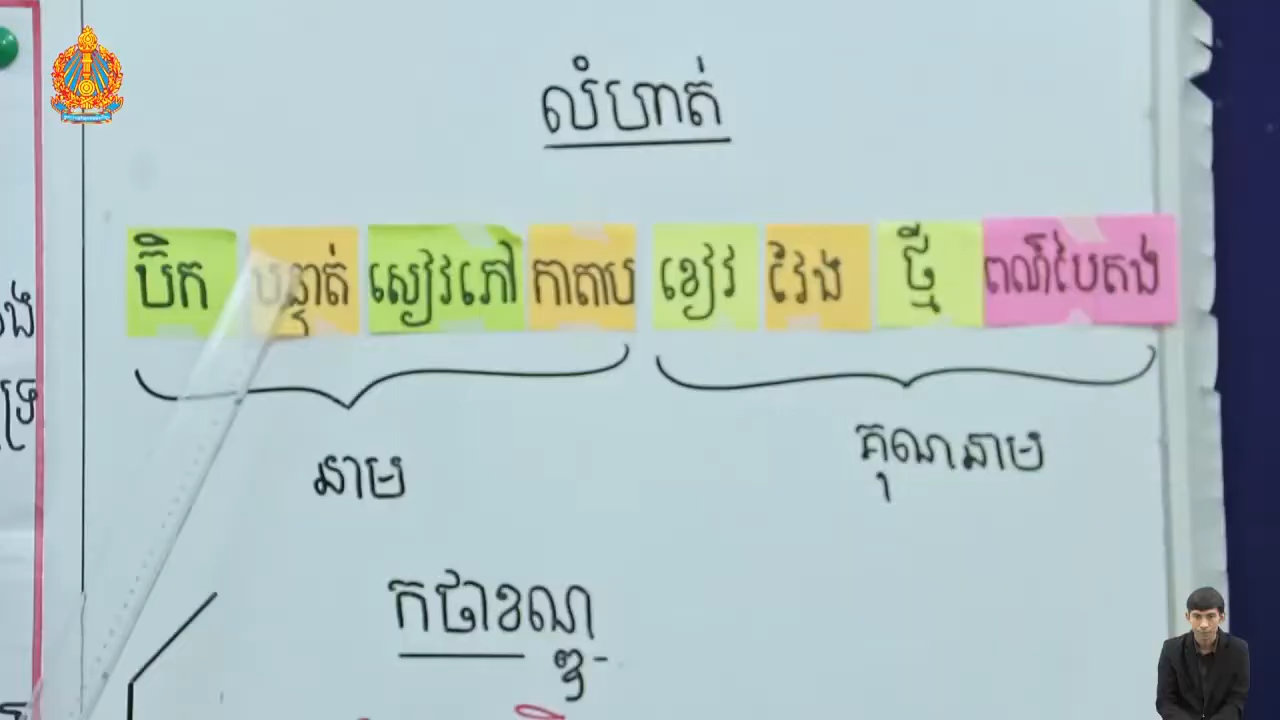 លំហាត់
ប៊ិក បន្ទាត់ សៀវភៅ កាតាប ខៀវ វែង ថ្មី ពណ៌បៃតង
នាម គុណនាម
កថាខណ្ឌ